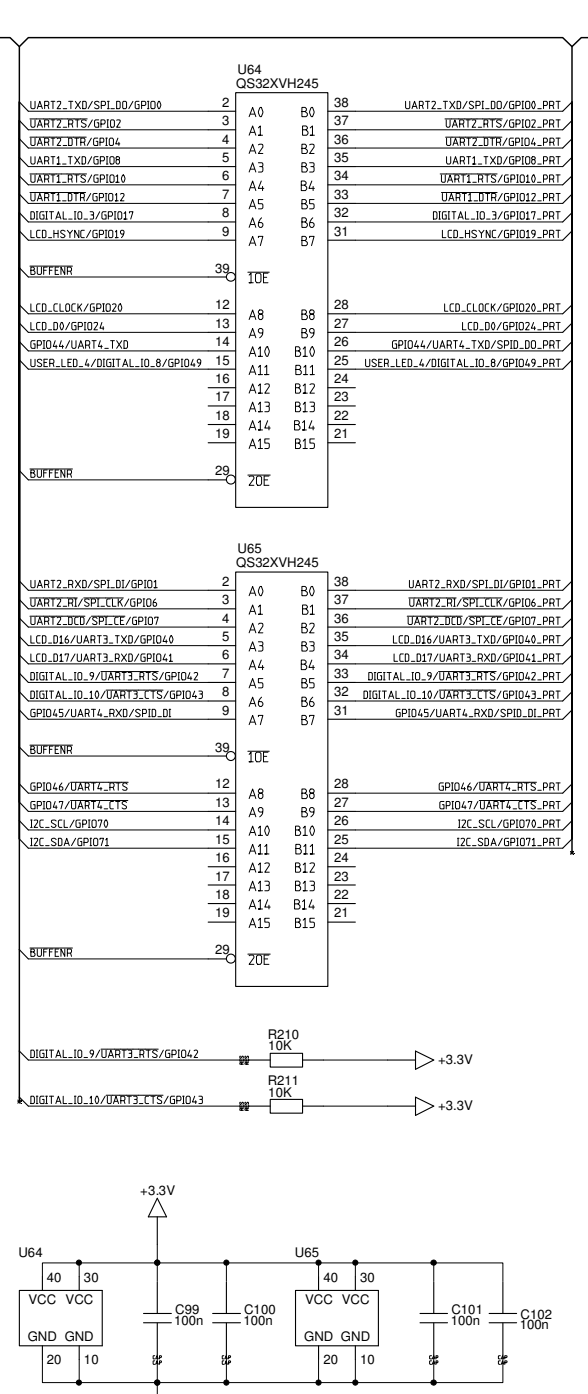 U64
QS32XVH245
UART2_TXD/SPI_DO/GPIO0 2 A0 B0 38 UART2_TXD/SPI_DO/GPIO0_PRT
UART2_RTS/GPIO2 3 A1 B1 37 UART2_RTS/GPIO2_PRT
UART2_DTR/GPIO4 4 A2 B2 36 UART2_DTR/GPIO4_PRT
UART1_TXD/GPIO8 5 A3 B3 35 UART1_TXD/GPIO8_PRT
UART1_RTS/GPIO10 6 A4 B4 34 UART1_RTS/GPIO10_PRT
UART1_DTR/GPIO12 7 A5 B5 33 UART1_DTR/GPIO12_PRT
DIGITAL_IO_3/GPIO17 8 A6 B6 32 DIGITAL_IO_3/GPIO17_PRT
LCD_HSYNC/GPIO19 9 A7 B7 31 LCD_HSYNC/GPIO19_PRT
BUFFENR 39 1OE
LCD_CLOCK/GPIO20 12 A8 B8 28 LCD_CLOCK/GPIO20_PRT
LCD_D0/GPIO24 13 A9 B9 27 LCD_D0/GPIO24_PRT
GPIO44/UART4_TXD 14 A10 B10 26 GPIO44/UART4_TXD/SPID_DO_PRT
USER_LED_4/DIGITAL_IO_8/GPIO49 15 A11 B11 25 USER_LED_4/DIGITAL_IO_8/GPIO49_PRT
16 A12 B12 24
17 A13 B13 23
18 A14 B14 22
19 A15 B15 21
BUFFENR 29 2OE
U65
QS32XVH245
UART2_RXD/SPI_DI/GPIO1 2 A0 B0 38 UART2_RXD/SPI_DI/GPIO1_PRT
UART2_RI/SPI_CLK/GPIO6 3 A1 B1 37 UART2_RI/SPI_CLK/GPIO6_PRT
UART2_DCD/SPI_CE/GPIO7 4 A2 B2 36 UART2_DCD/SPI_CE/GPIO7_PRT
LCD_D16/UART3_TXD/GPIO40 5 A3 B3 35 LCD_D16/UART3_TXD/GPIO40_PRT
LCD_D17/UART3_RXD/GPIO41 6 A4 B4 34 LCD_D17/UART3_RXD/GPIO41_PRT
DIGITAL_IO_9/UART3_RTS/GPIO42 7 A5 B5 33 DIGITAL_IO_9/UART3_RTS/GPIO42_PRT
DIGITAL_IO_10/UART3_CTS/GPIO43 8 A6 B6 32 DIGITAL_IO_10/UART3_CTS/GPIO43_PRT
GPIO45/UART4_RXD/SPID_DI 9 A7 B7 31 GPIO45/UART4_RXD/SPID_DI_PRT
BUFFENR 39 1OE
GPIO46/UART4_RTS 12 A8 B8 28 GPIO46/UART4_RTS_PRT
GPIO47/UART4_CTS 13 A9 B9 27 GPIO47/UART4_CTS_PRT
I2C_SCL/GPIO70 14 A10 B10 26 I2C_SCL/GPIO70_PRT
I2C_SDA/GPIO71 15 A11 B11 25 I2C_SDA/GPIO71_PRT
16 A12 B12 24
17 A13 B13 23
18 A14 B14 22
19 A15 B15 21
BUFFENR 29 2OE
R210
10K
DIGITAL_IO_9/UART3_RTS/GPIO42 +3.3V
R211
10K
DIGITAL_IO_10/UART3_CTS/GPIO43 +3.3V
+3.3V
U64 U65
40 30 40 30
VCC VCC C99 C100 VCC VCC C101 C102
100n 100n 100n 100n
GND GND GND GND
20 10 20 10